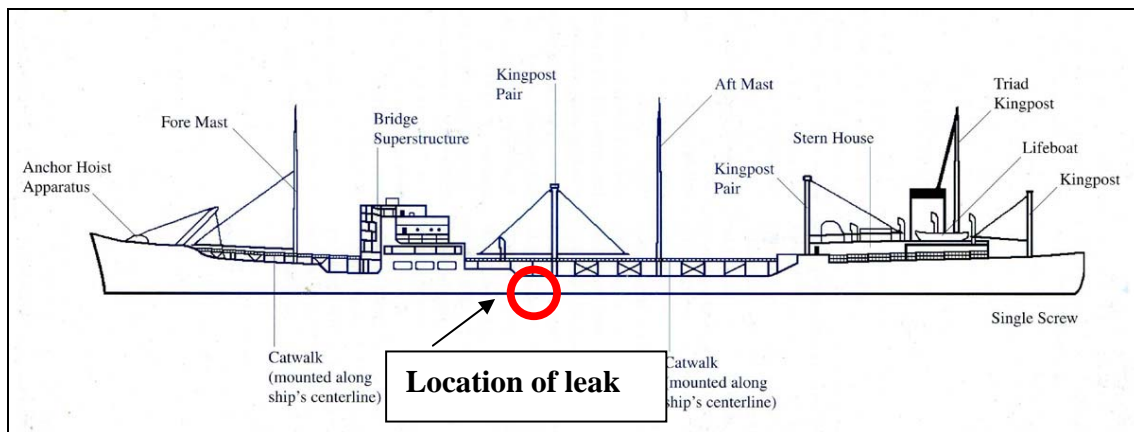 Kingpost
Pair
Aft Mast
Triad
Kingpost
Fore Mast
Bridge
Superstructure
Stern House
Lifeboat
Anchor Hoist
Apparatus
Kingpost
Pair
Kingpost
Single Screw
Catwalk
(mounted along
ship's centerline)
Location of leak
Catwalk
(mounted along
ship's centerline)